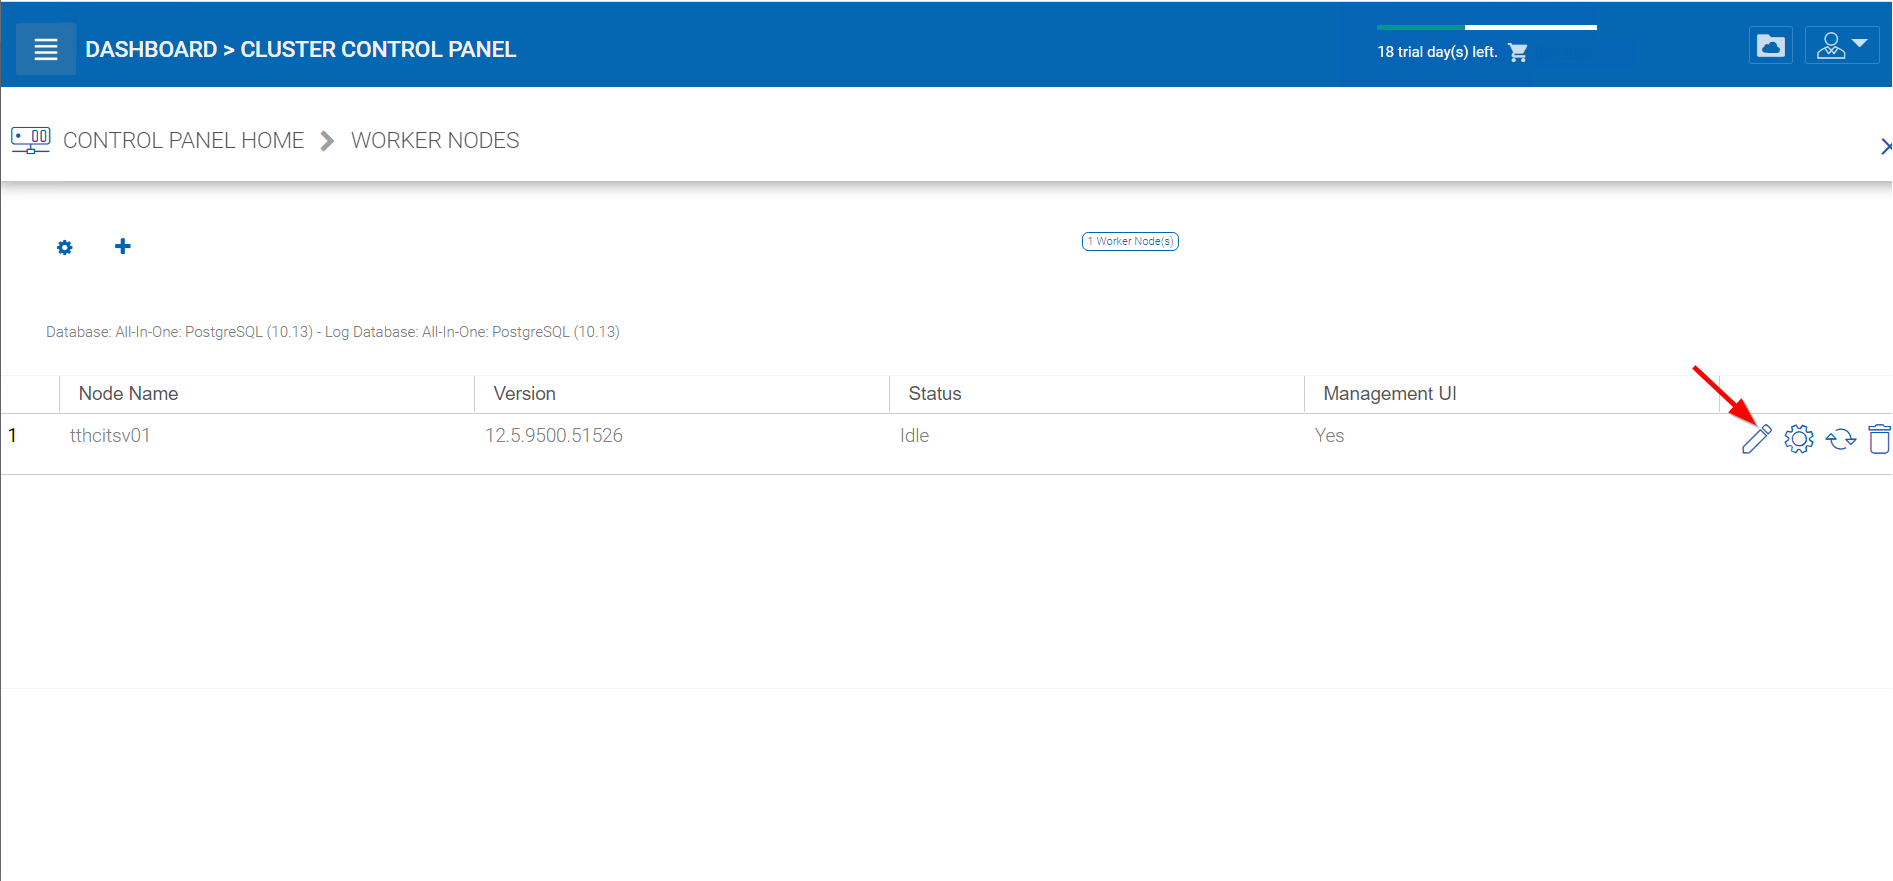 DASHBOARD > CLUSTER CONTROL PANEL
18 trial day(s) left.
CONTROL PANEL HOME
WORKER NODES
1 Worker Node(s)
Database: All-In-One: PostgreSQL (10.13) - Log Database: All-In-One: PostgreSQL (10.13)
Node Name Version Status Management UI
1 tthcitsv01 12.5.9500.51526 Idle Yes